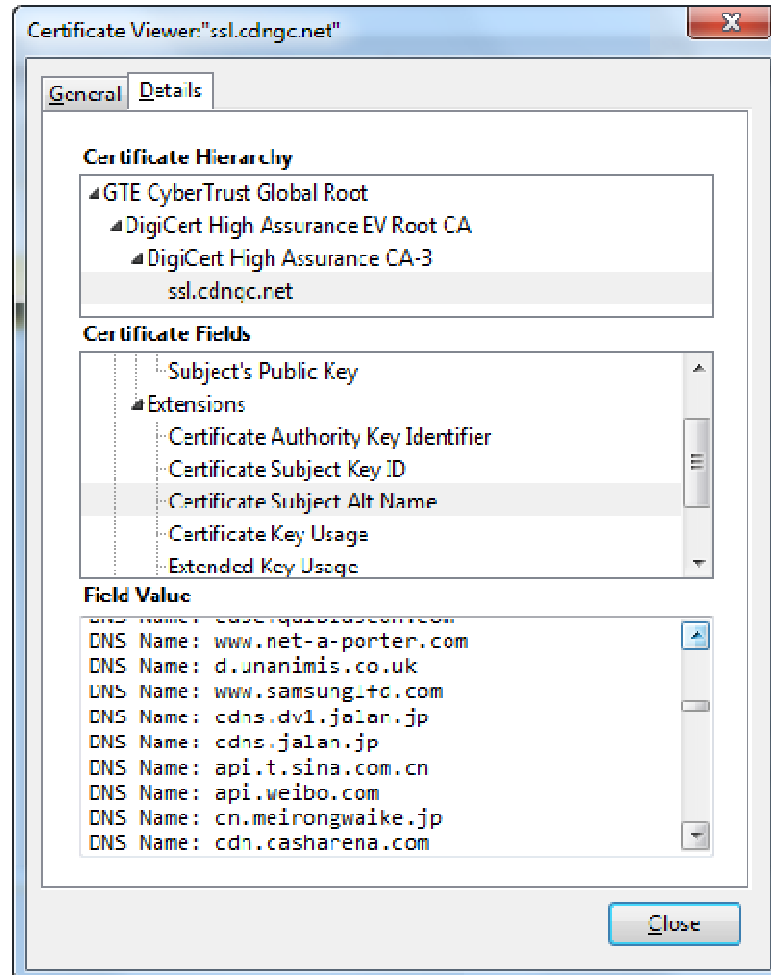 Certificate Viewer:"ssl.cdngc.net"
General
Details
Certificate Hierarchy
GTE CyberTrust Global Root
DigiCert High Assurance EV Root CA
DigiCert High Assurance CA-3
ssl.cdngc.net
Certificate Fields
Subject's Public Key
Extensions
Certificate Authority Key Identifier
Certificate Subject Key ID
Certificate Subject Alt Name
Certificate Key Usage
Extended Key Usage
Field Value
DNS Name:
DNS Name: www.net-a-porter.com
DNS Name: d.unanimis.co.uk
DNS Name: www.samsunglfd.com
DNS Name: cdns.dv1.jalan.jp
DNS Name: cdns.jalan.jp
DNS Name: api.t.sina.com.cn
DNS Name: api.weibo.com
DNS Name: cn.meirongwaike.jp
DNS Name: cdn.casharena.com
Close